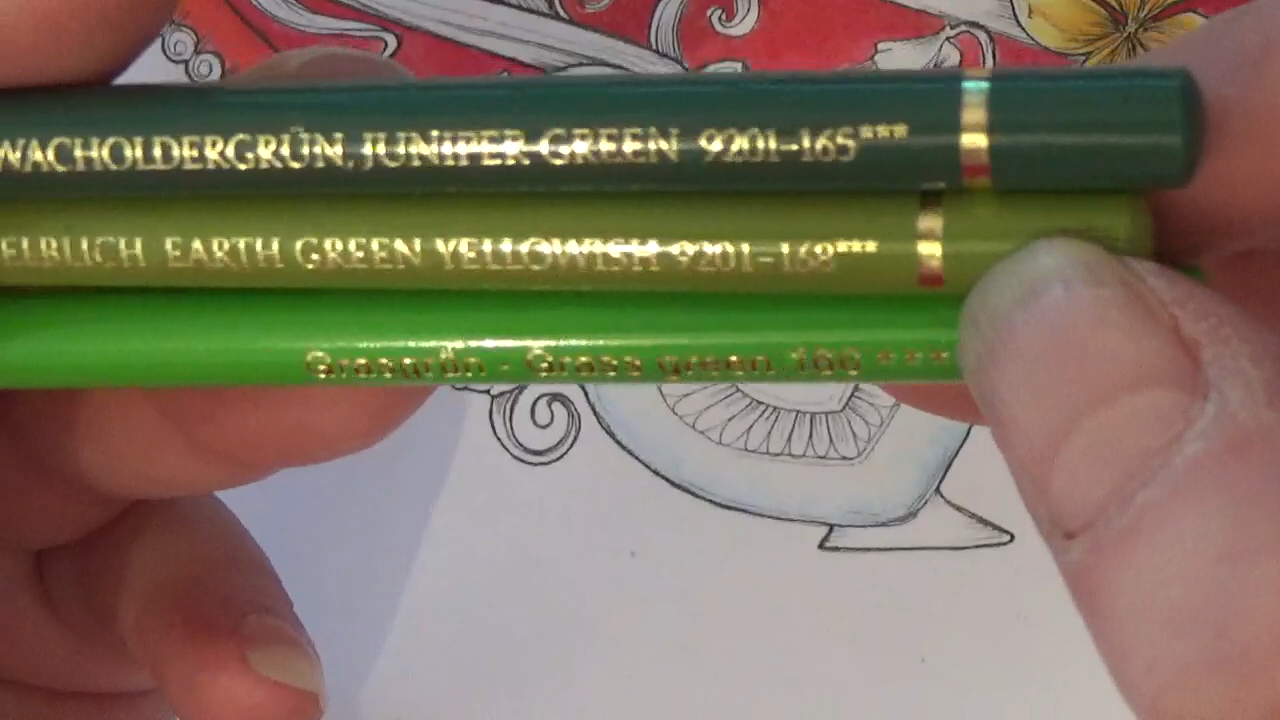 WACHOLDERGRÜN, JUNIPER GREEN 9201-165***
ELBLICH EARTH GREEN YELLOWISH 9201-168***
Grasgrün · Grass green 166 ***